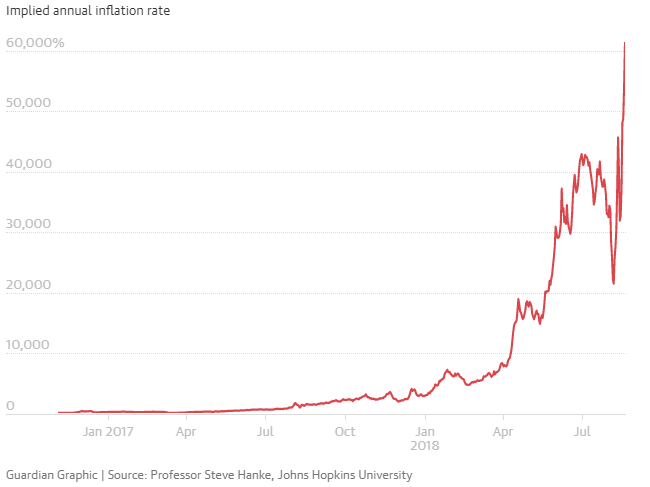 Implied annual inflation rate
60,000%
50,000
40,000
30,000
20,000
10,000
0
Jan 2017 Apr Jul Oct Jan Apr Jul
2018
Guardian Graphic | Source: Professor Steve Hanke, Johns Hopkins University